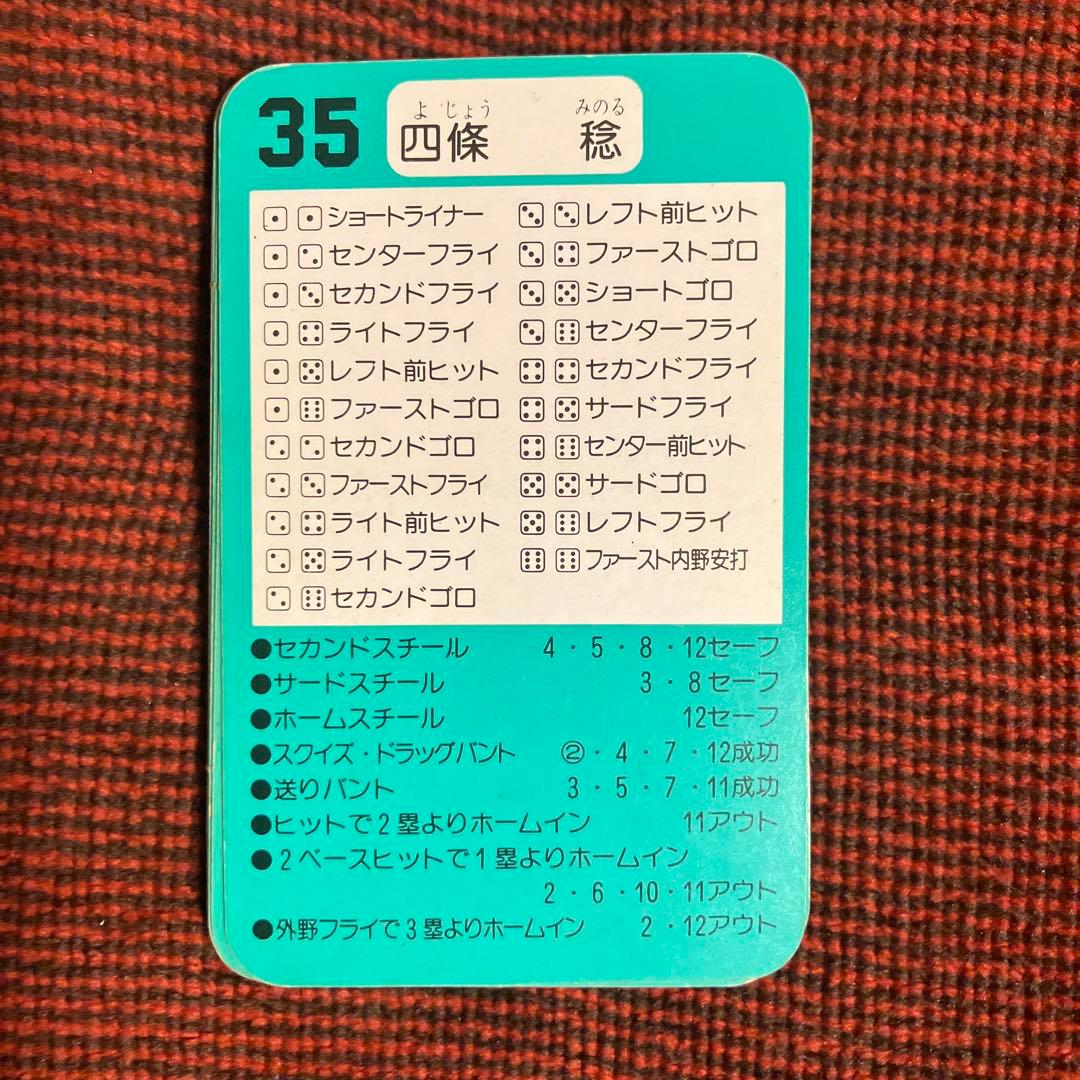 35
よじょう みのる
四條 稔
⚀ ⚀ ショートライナー
⚀ ⚁ センターフライ
⚀ ⚂ セカンドフライ
⚀ ⚃ ライトフライ
⚀ ⚄ レフト前ヒット
⚀ ⚅ ファーストゴロ
⚁ ⚁ セカンドゴロ
⚁ ⚂ ファーストフライ
⚁ ⚃ ライト前ヒット
⚁ ⚄ ライトフライ
⚁ ⚅ セカンドゴロ
⚂ ⚂ レフト前ヒット
⚂ ⚃ ファーストゴロ
⚂ ⚄ ショートゴロ
⚂ ⚅ センターフライ
⚃ ⚃ セカンドフライ
⚃ ⚄ サードフライ
⚃ ⚅ センター前ヒット
⚄ ⚄ サードゴロ
⚄ ⚅ レフトフライ
⚅ ⚅ ファースト内野安打
●セカンドスチール 4・5・8・12セーフ
●サードスチール 3・8セーフ
●ホームスチール 12セーフ
●スクイズ・ドラッグバント ②・4・7・12成功
●送りバント 3・5・7・11成功
●ヒットで2塁よりホームイン 11アウト
●2ベースヒットで1塁よりホームイン
2・6・10・11アウト
●外野フライで3塁よりホームイン 2・12アウト